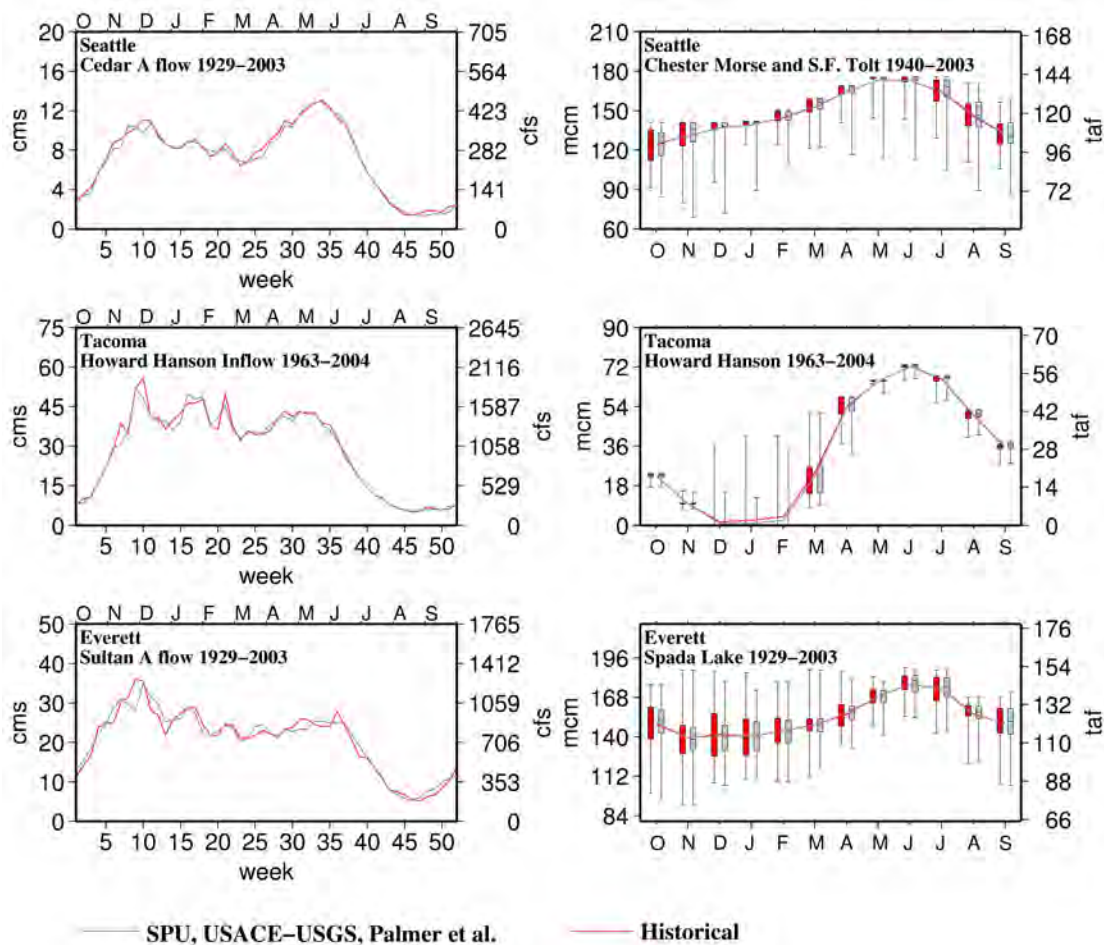 O N D J F M A M J J A S
20 16 12 8 4 0
cms
Seattle
Cedar A flow 1929–2003
705 564 423 282 141 0
cfs
5 10 15 20 25 30 35 40 45 50
week
210 180 150 120 90 60
mcm
Seattle
Chester Morse and S.F. Tolt 1940–2003
168 144 120 96 72
taf
O N D J F M A M J J A S
O N D J F M A M J J A S
75 60 45 30 15 0
cms
Tacoma
Howard Hanson Inflow 1963–2004
2645 2116 1587 1058 529 0
cfs
5 10 15 20 25 30 35 40 45 50
week
90 72 54 36 18 0
mcm
Tacoma
Howard Hanson 1963–2004
70 56 42 28 14 0
taf
O N D J F M A M J J A S
O N D J F M A M J J A S
50 40 30 20 10 0
cms
Everett
Sultan A flow 1929–2003
1765 1412 1059 706 353 0
cfs
5 10 15 20 25 30 35 40 45 50
week
196 168 140 112 84
mcm
Everett
Spada Lake 1929–2003
176 154 132 110 88 66
taf
O N D J F M A M J J A S
SPU, USACE–USGS, Palmer et al.
Historical